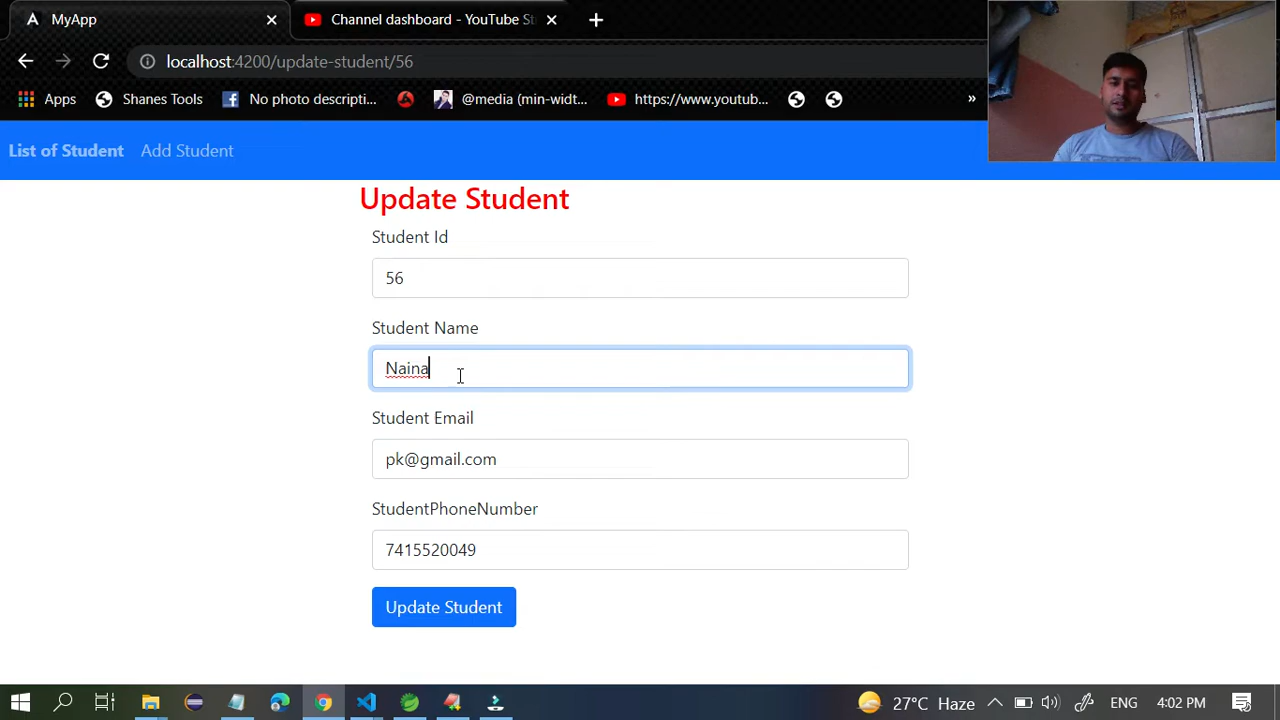 MyApp
Channel dashboard - YouTube St
localhost:4200/update-student/56
Apps
Shanes Tools
No photo descripti...
@media (min-widt...
https://www.youtub...
»
List of Student
Add Student
Update Student
Student Id
56
Student Name
Naina
Student Email
pk@gmail.com
StudentPhoneNumber
7415520049
Update Student
27°C Haze
ENG
4:02 PM